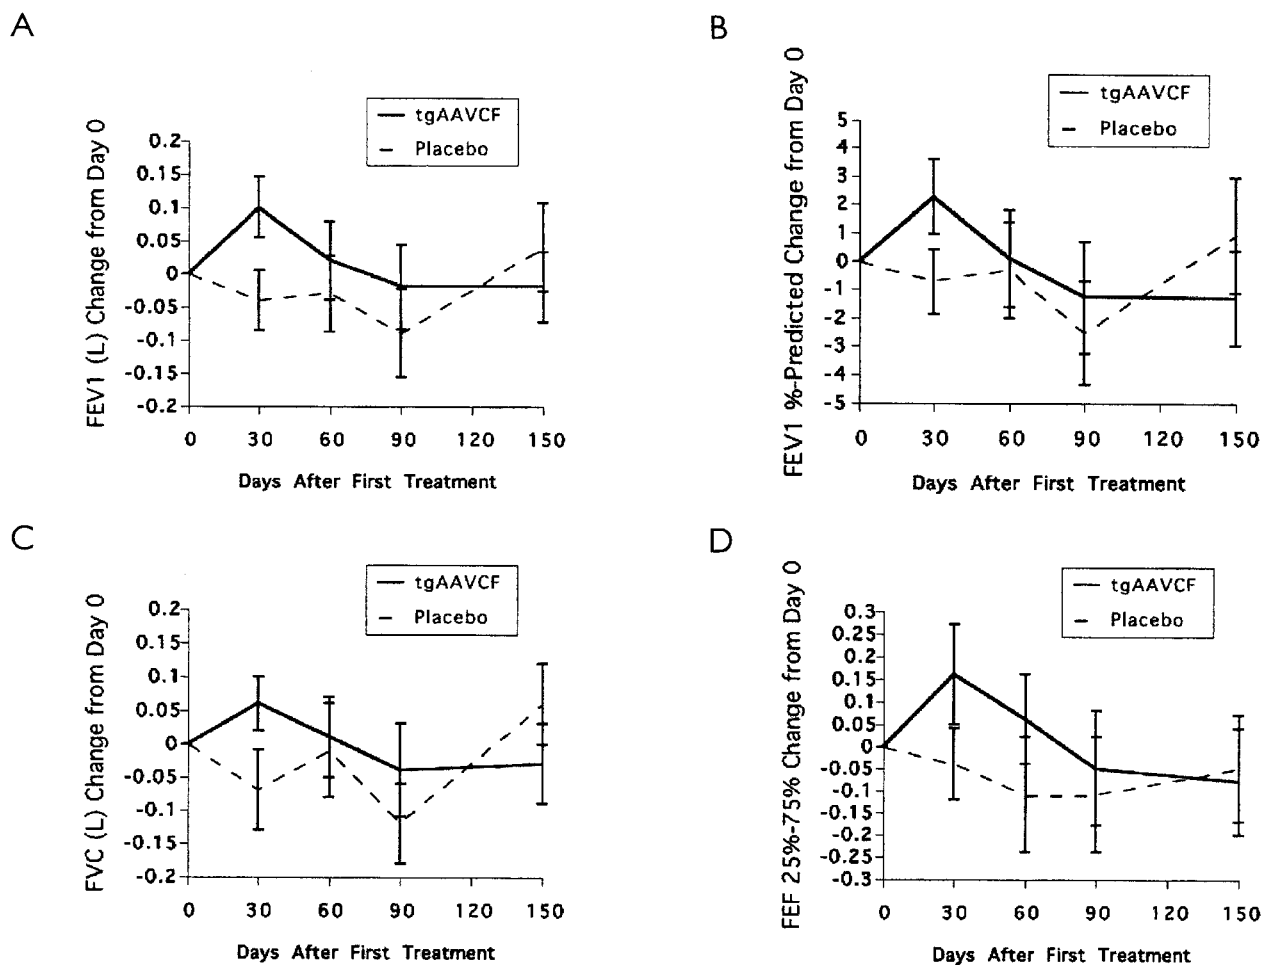 A
FEV1 (L) Change from Day 0
tgAAVCF
Placebo
0.2
0.15
0.1
0.05
0
-0.05
-0.1
-0.15
-0.2
0 30 60 90 120 150
Days After First Treatment
B
FEV1 %-Predicted Change from Day 0
tgAAVCF
Placebo
5
4
3
2
1
0
-1
-2
-3
-4
-5
0 30 60 90 120 150
Days After First Treatment
C
FVC (L) Change from Day 0
tgAAVCF
Placebo
0.2
0.15
0.1
0.05
0
-0.05
-0.1
-0.15
-0.2
0 30 60 90 120 150
Days After First Treatment
D
FEF 25%-75% Change from Day 0
tgAAVCF
Placebo
0.3
0.25
0.2
0.15
0.1
0.05
0
-0.05
-0.1
-0.15
-0.2
-0.25
-0.3
0 30 60 90 120 150
Days After First Treatment